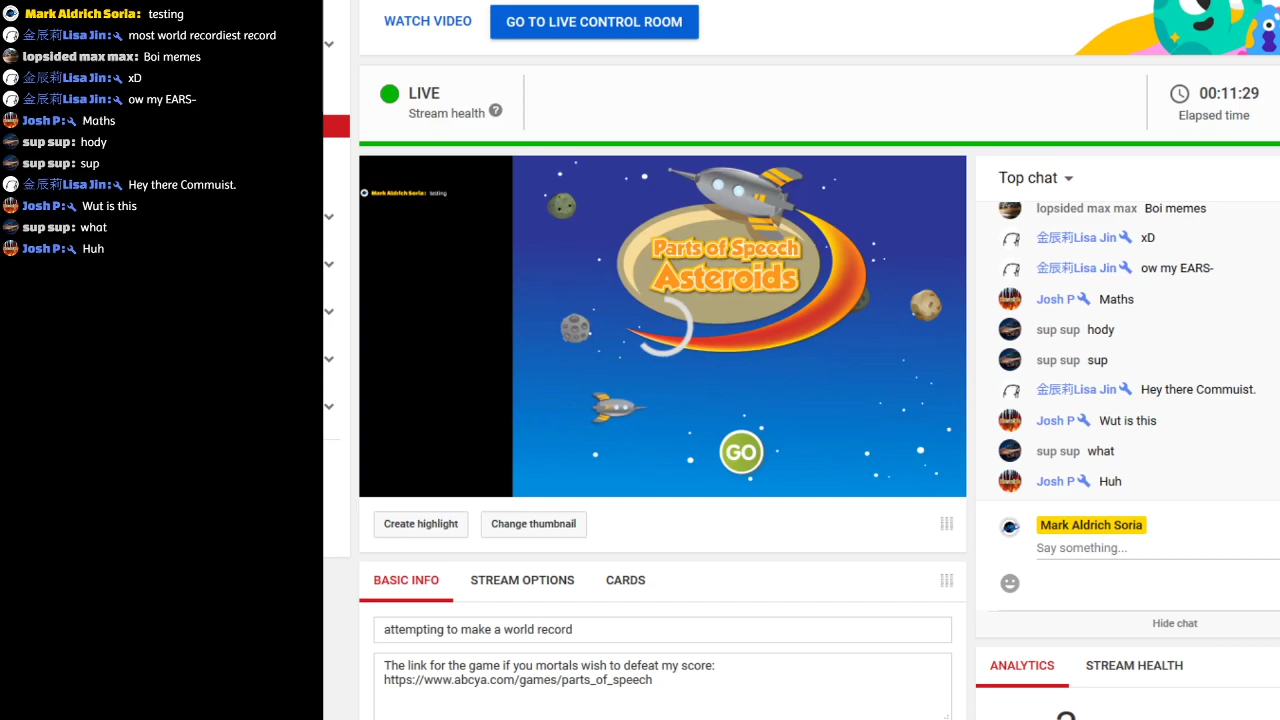 Mark Aldrich Soria: testing
金辰莉Lisa Jin: most world recordiest record
lopsided max max: Boi memes
金辰莉Lisa Jin: xD
金辰莉Lisa Jin: ow my EARS-
Josh P: Maths
sup sup: hody
sup sup: sup
金辰莉Lisa Jin: Hey there Commuist.
Josh P: Wut is this
sup sup: what
Josh P: Huh
WATCH VIDEO
GO TO LIVE CONTROL ROOM
LIVE
Stream health ?
00:11:29
Elapsed time
Mark Aldrich Soria: testing
Parts of Speech
Asteroids
GO
Create highlight
Change thumbnail
BASIC INFO STREAM OPTIONS CARDS
attempting to make a world record
The link for the game if you mortals wish to defeat my score:
https://www.abcya.com/games/parts_of_speech
Top chat
lopsided max max Boi memes
金辰莉Lisa Jin xD
金辰莉Lisa Jin ow my EARS-
Josh P Maths
sup sup hody
sup sup sup
金辰莉Lisa Jin Hey there Commuist.
Josh P Wut is this
sup sup what
Josh P Huh
Mark Aldrich Soria
Say something...
Hide chat
ANALYTICS STREAM HEALTH